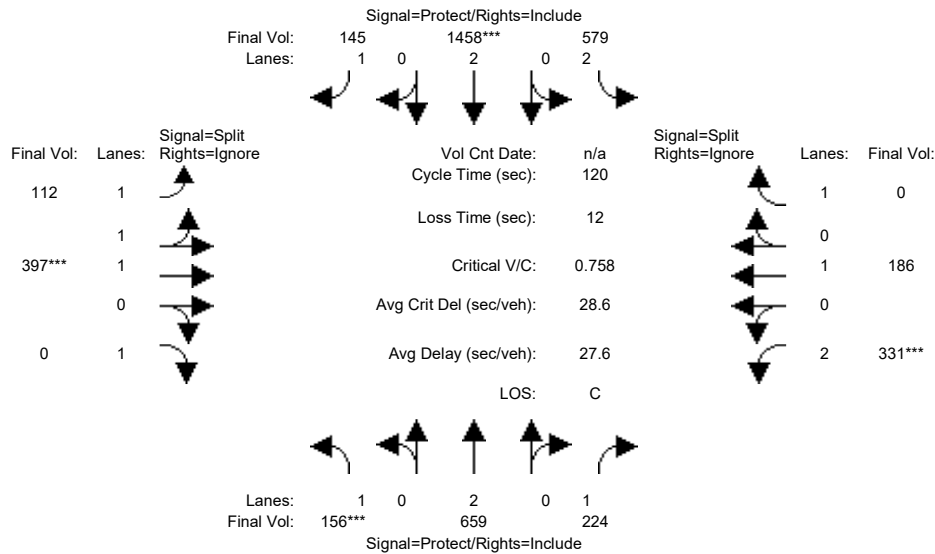 Signal=Protect/Rights=Include
Final Vol: 145 1458*** 579
Lanes: 1 0 2 0 2
Signal=Split Signal=Split
Final Vol: Lanes: Rights=Ignore Vol Cnt Date: n/a Rights=Ignore Lanes: Final Vol:
Cycle Time (sec): 120
112 1 1 0
Loss Time (sec): 12
1 0
397*** 1 Critical V/C: 0.758 1 186
0 Avg Crit Del (sec/veh): 28.6 0
0 1 Avg Delay (sec/veh): 27.6 2 331***
LOS: C
Lanes: 1 0 2 0 1
Final Vol: 156*** 659 224
Signal=Protect/Rights=Include